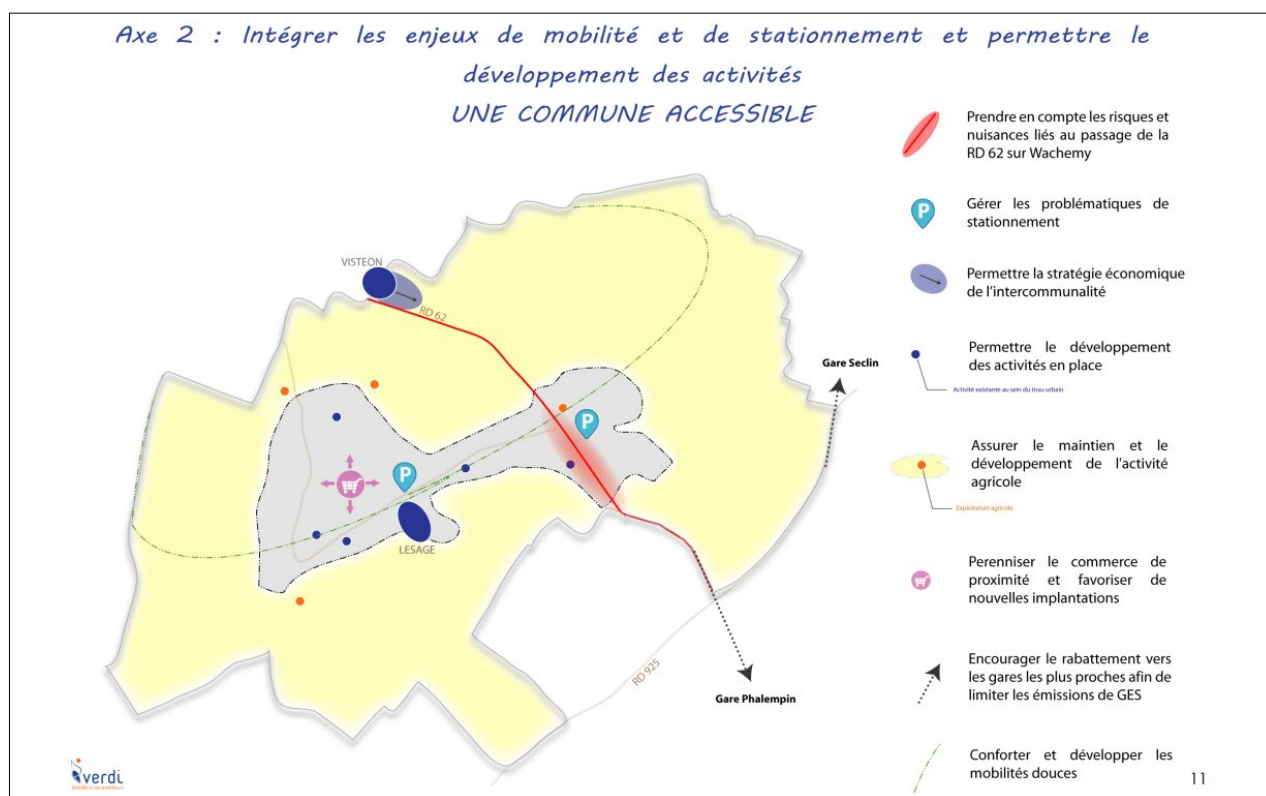 Axe 2 : Intégrer les enjeux de mobilité et de stationnement et permettre le
développement des activités
UNE COMMUNE ACCESSIBLE
Prendre en compte les risques et
nuisances liés au passage de la
RD 62 sur Wachemy
P
Gérer les problématiques de
stationnement
Permettre la stratégie économique
de l'intercommunalité
Permettre le développement
des activités en place
Activité existante au sein du tissu urbain
Assurer le maintien et le
développement de l'activité
agricole
Exploitation agricole
Perenniser le commerce de
proximité et favoriser de
nouvelles implantations
Encourager le rabattement vers
les gares les plus proches afin de
limiter les émissions de GES
Conforter et développer les
mobilités douces
VISTEON
RD 62
Gare Seclin
P
P
LESAGE
RD 925
Gare Phalempin
verdi
11